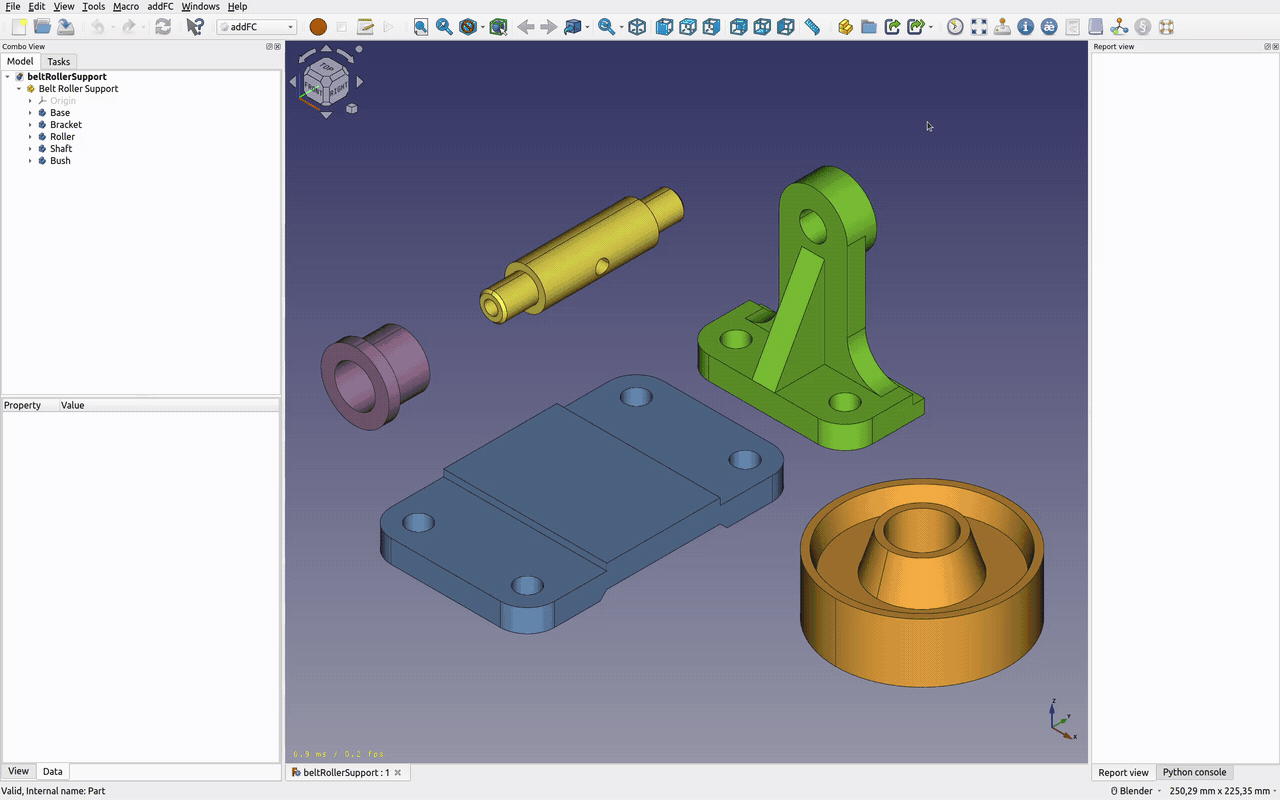 File Edit View Tools Macro addFC Windows Help
addFC
Combo View
Report view
Model Tasks
beltRollerSupport
Belt Roller Support
Origin
Base
Bracket
Roller
Shaft
Bush
TOP
FRONT
RIGHT
Property Value
Z
Y
X
0.9 ms / 0.2 fps
View Data
beltRollerSupport : 1
Report view Python console
Valid, Internal name: Part
Blender 250,29 mm x 225,35 mm